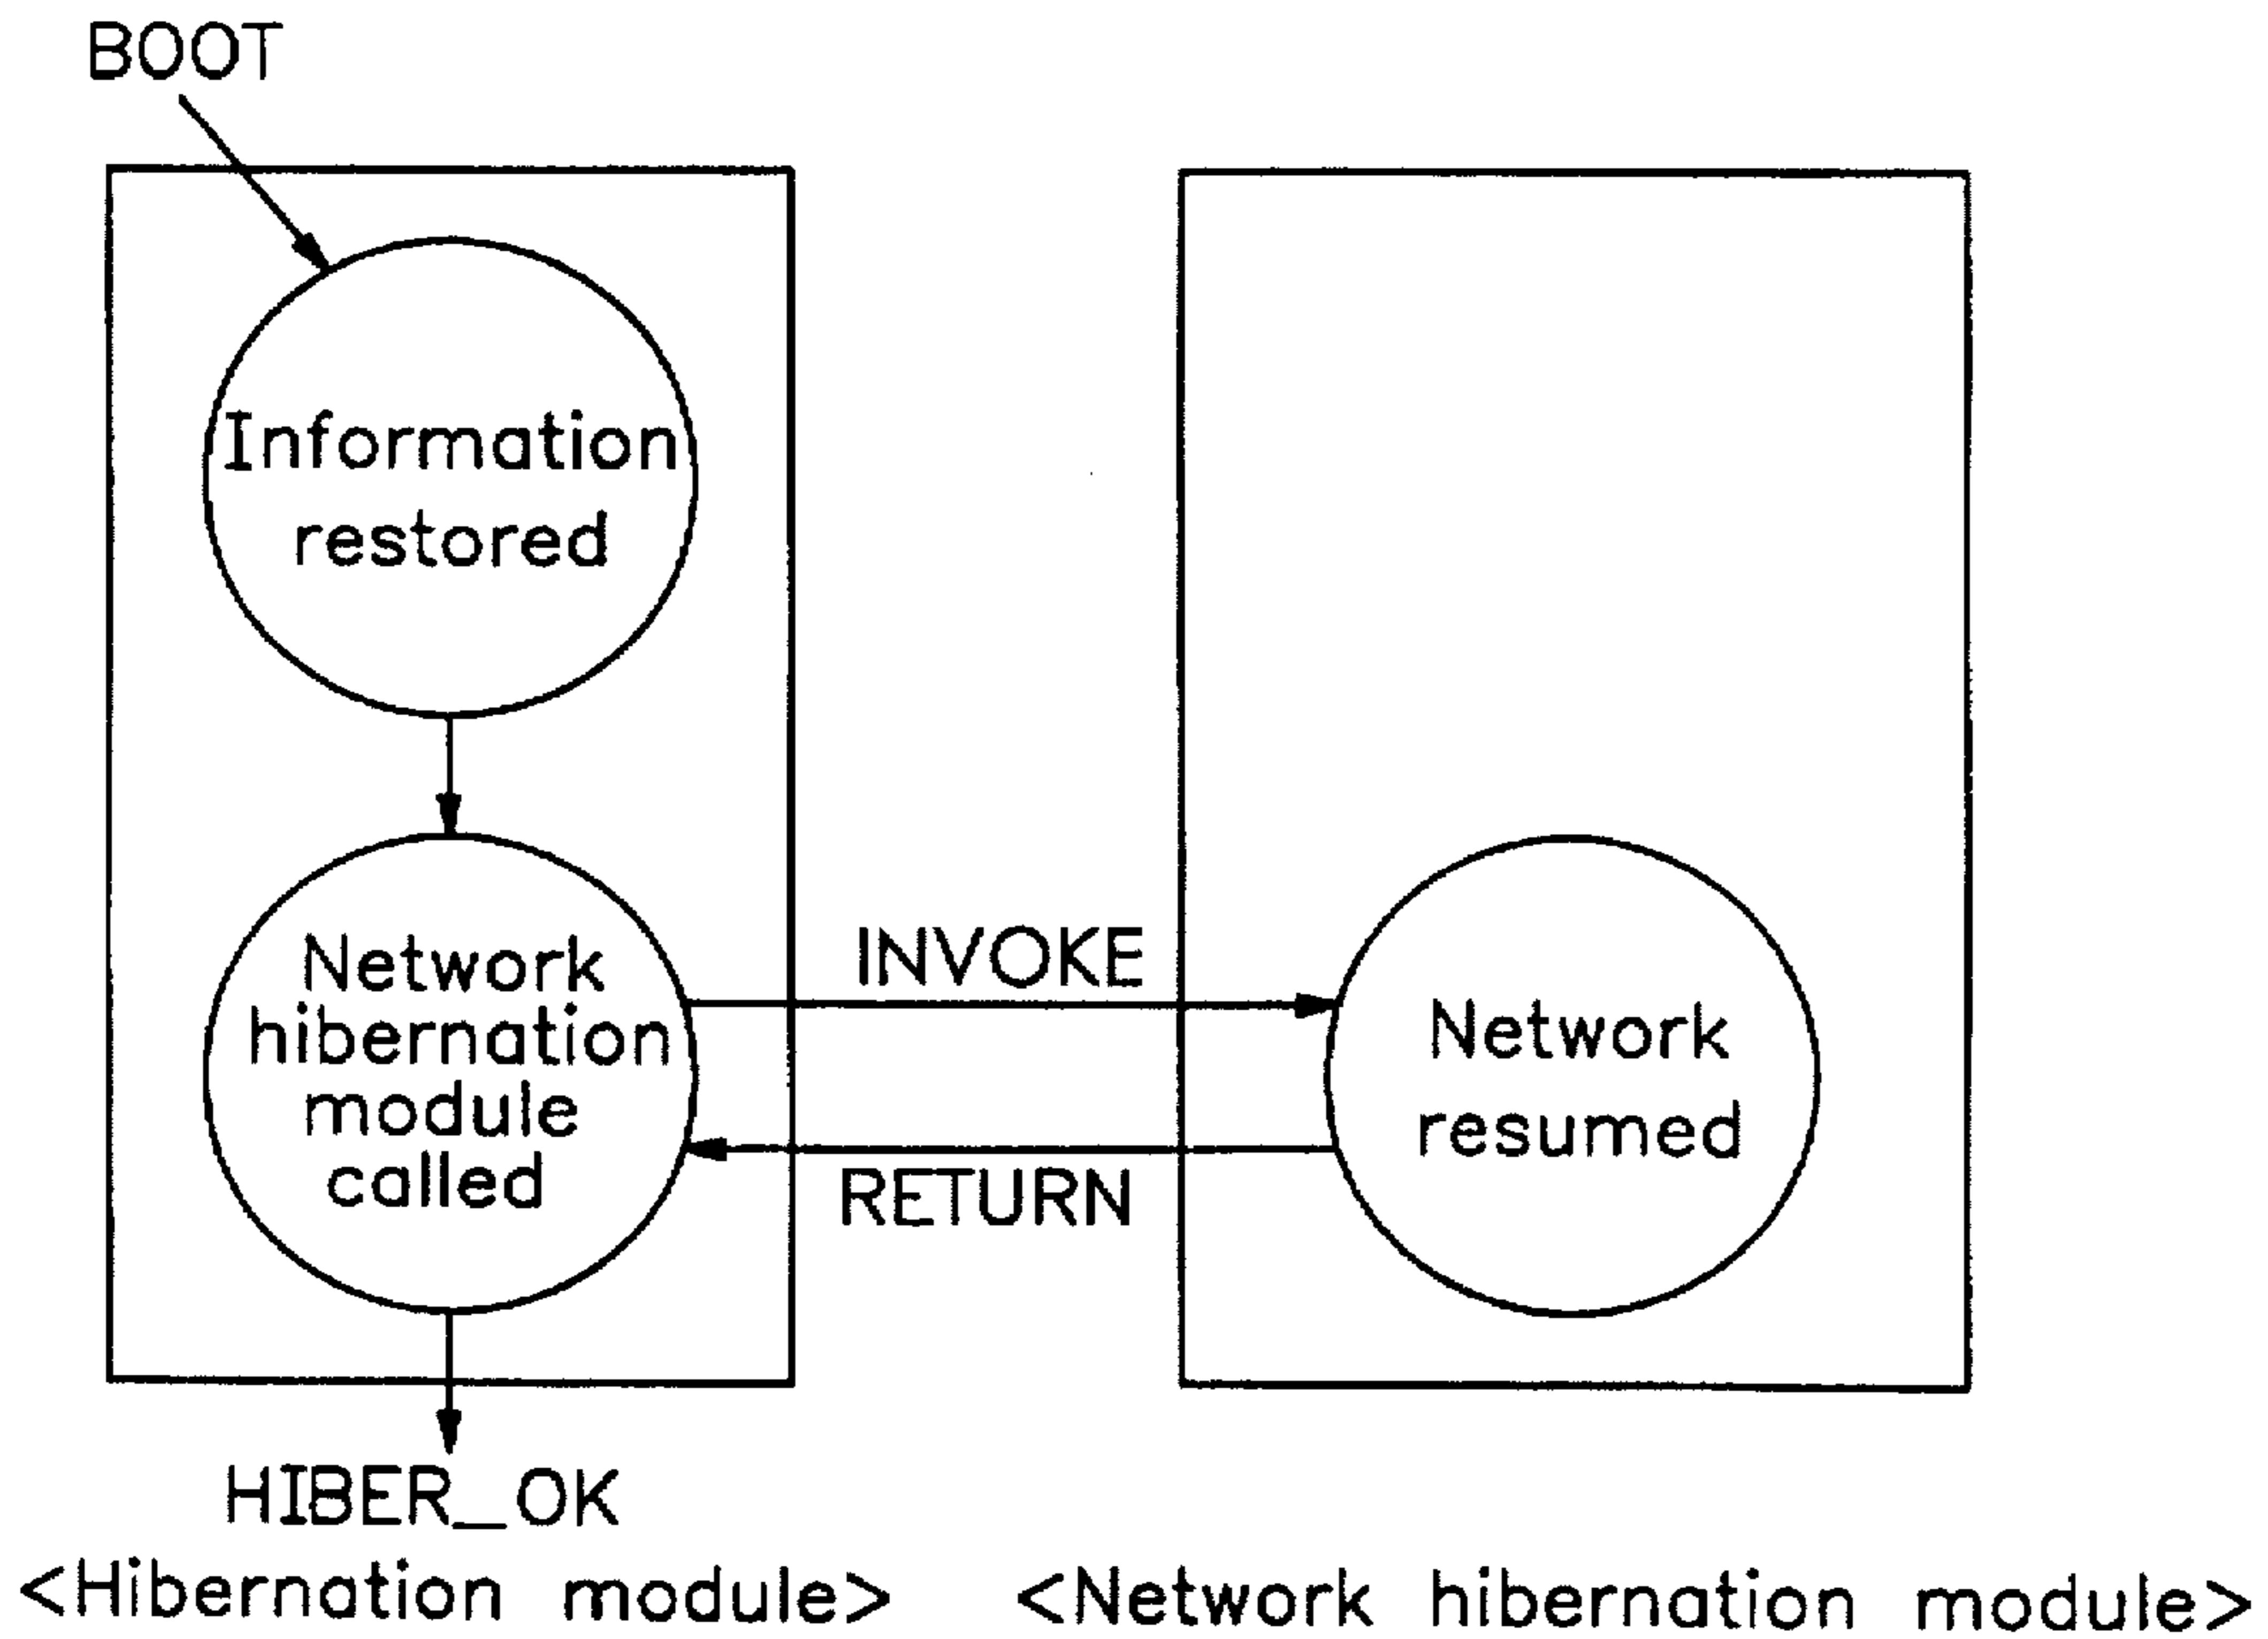 BOOT
Information
restored
Network
hibernation
module
called
INVOKE
RETURN
Network
resumed
HIBER_OK
<Hibernation module>
<Network hibernation module>